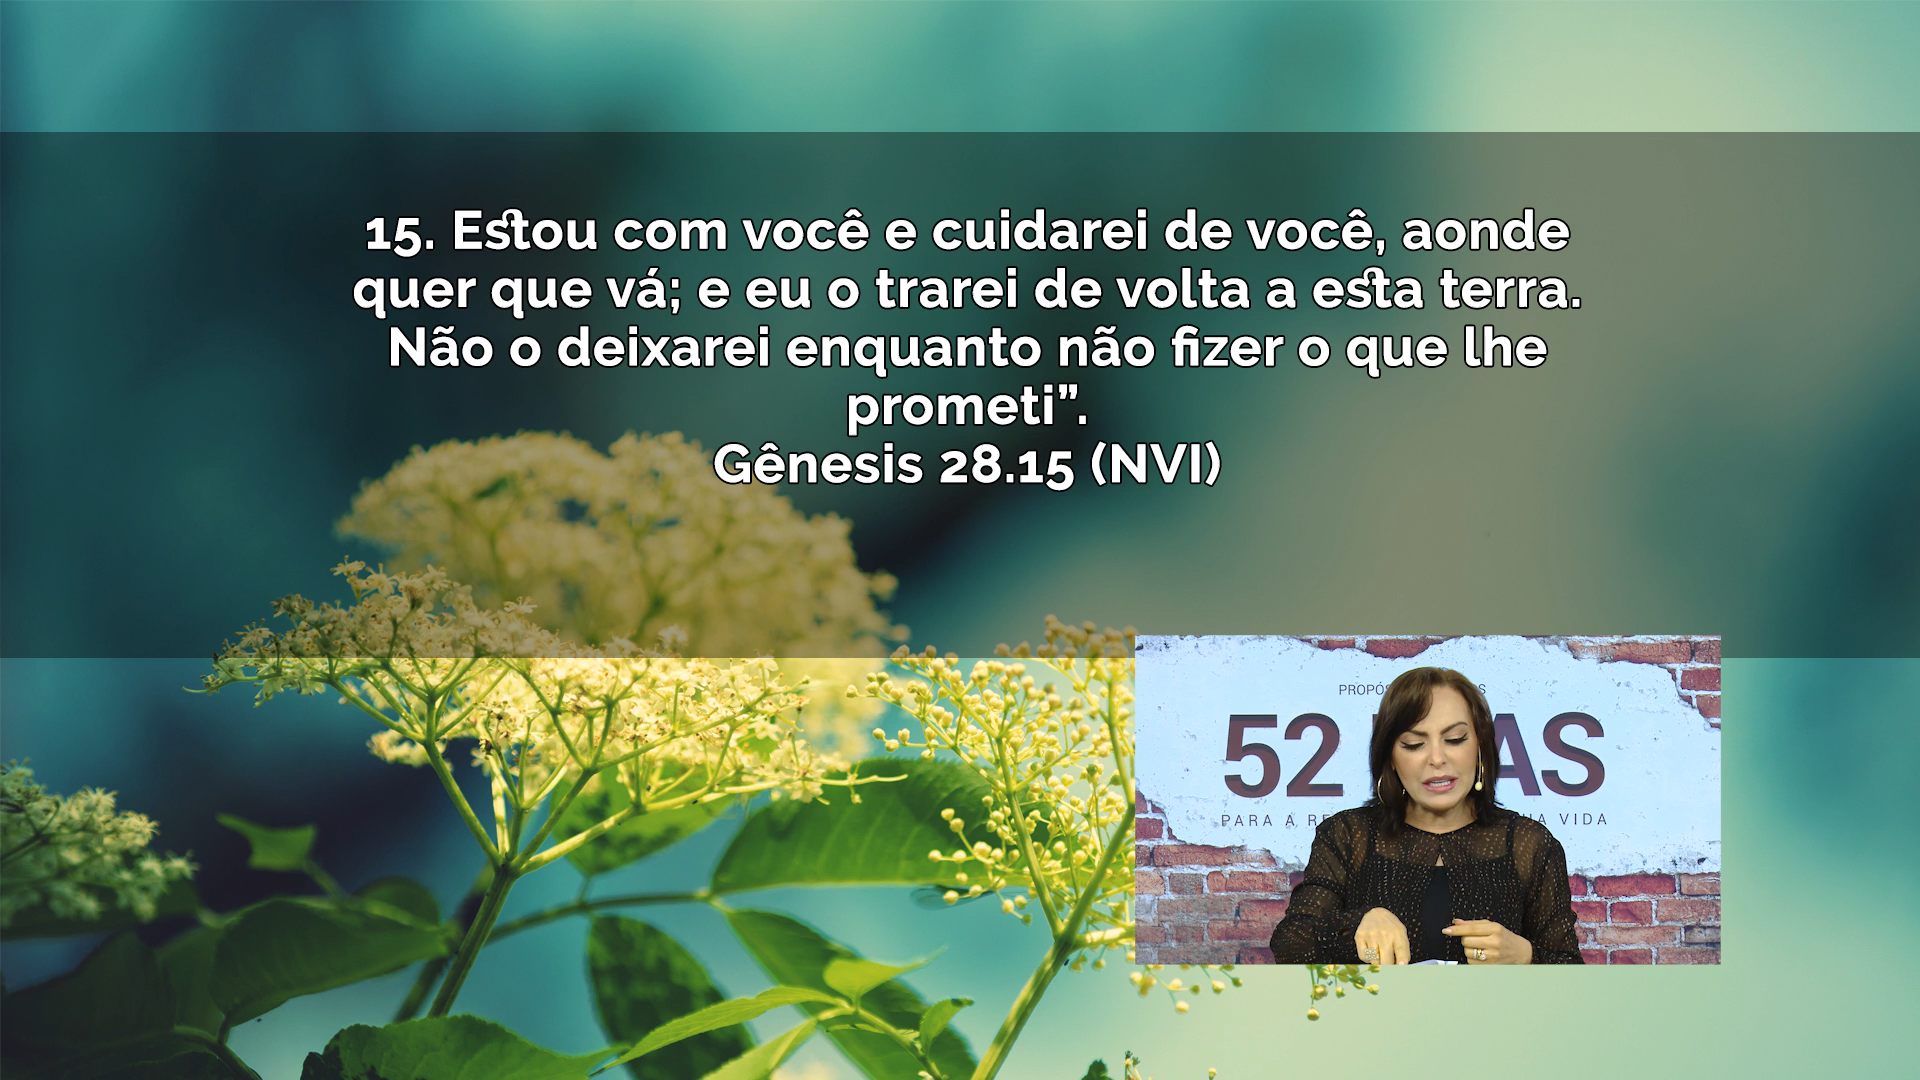 15. Estou com você e cuidarei de você, aonde
quer que vá; e eu o trarei de volta a esta terra.
Não o deixarei enquanto não fizer o que lhe
prometi”.
Gênesis 28.15 (NVI)
52
PARA A
VIDA